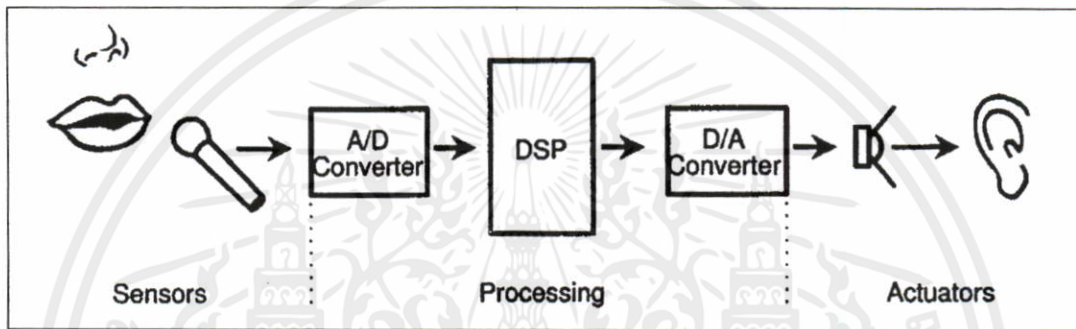 A/D
Converter
DSP
D/A
Converter
Sensors
Processing
Actuators